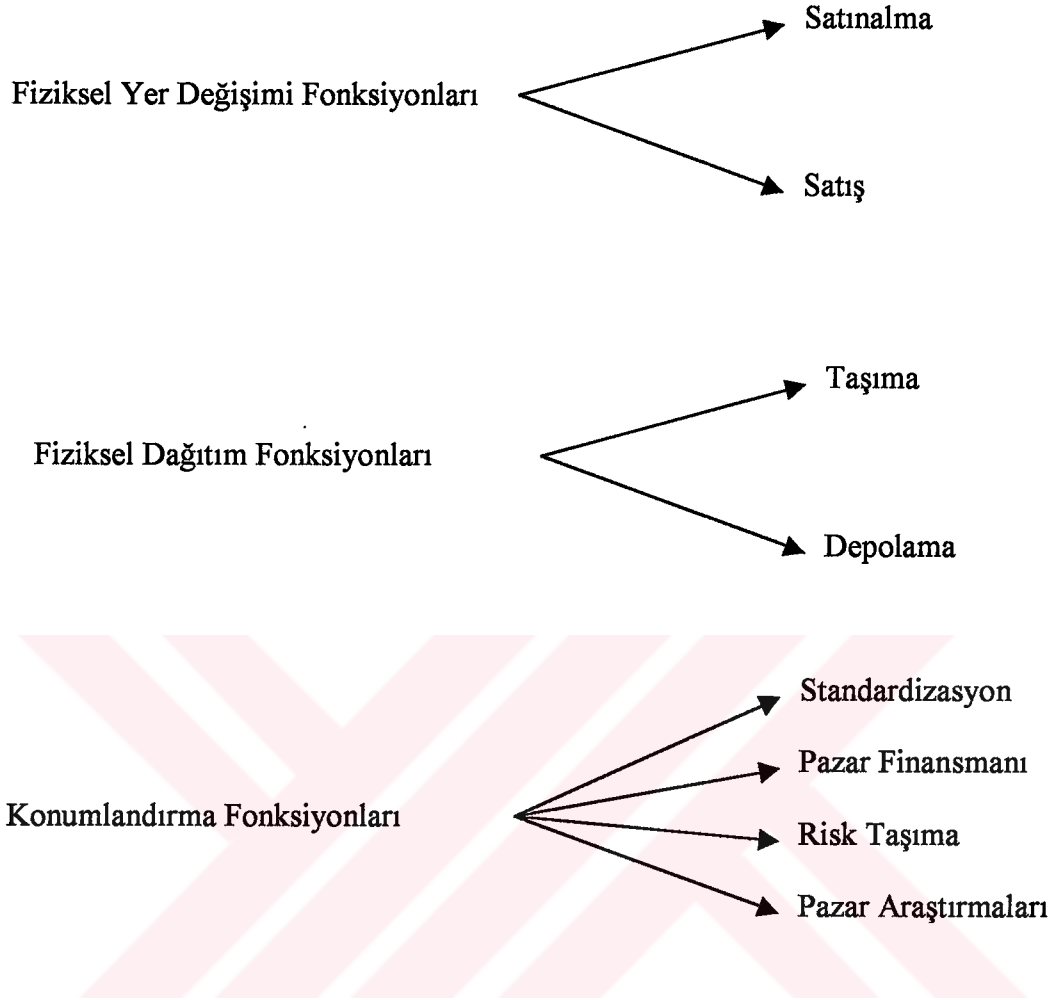 Satınalma
Fiziksel Yer Değişimi Fonksiyonları
Satış
Taşıma
Fiziksel Dağıtım Fonksiyonları
Depolama
Standardizasyon
Pazar Finansmanı
Konumlandırma Fonksiyonları
Risk Taşıma
Pazar Araştırmaları